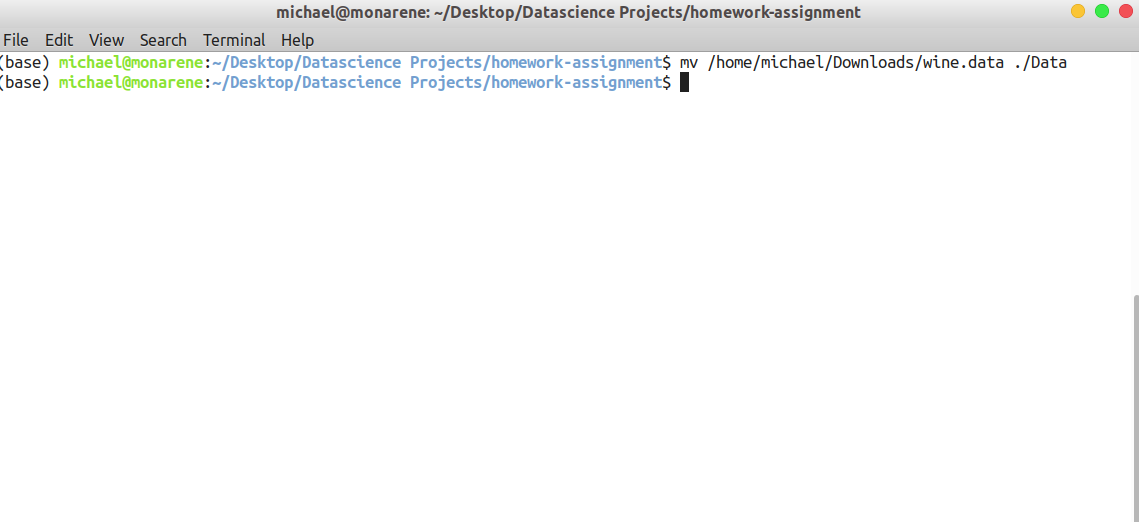 michael@monarene: ~/Desktop/Datascience Projects/homework-assignment
File Edit View Search Terminal Help
(base) michael@monarene:~/Desktop/Datascience Projects/homework-assignment$ mv /home/michael/Downloads/wine.data ./Data
(base) michael@monarene:~/Desktop/Datascience Projects/homework-assignment$